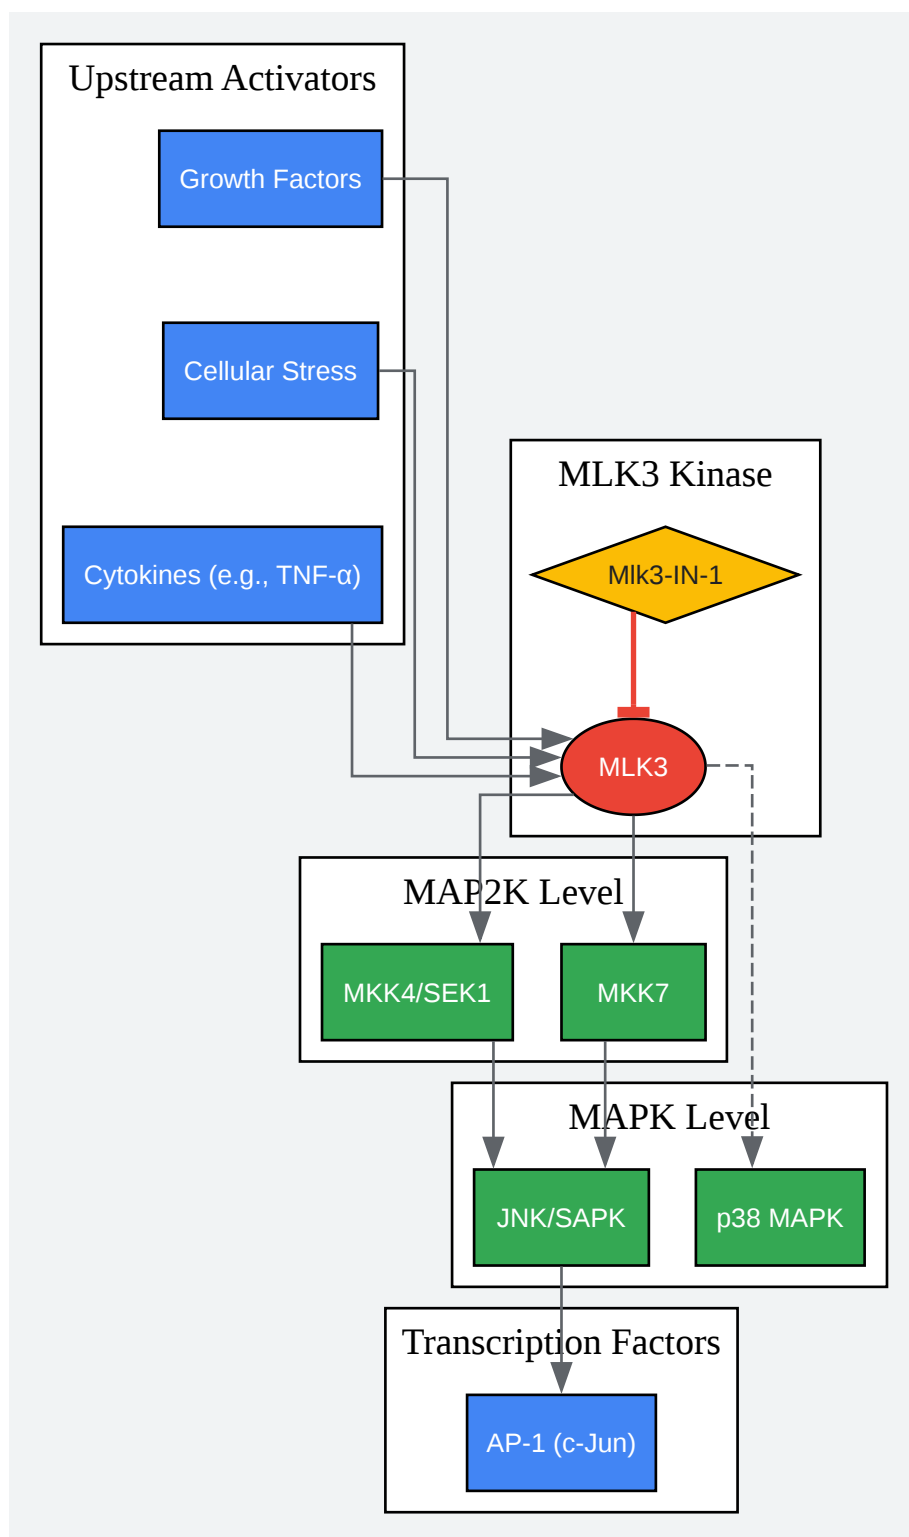 Upstream Activators
Growth Factors
Cellular Stress
Cytokines (e.g., TNF-α)
MLK3 Kinase
Mlk3-IN-1
MLK3
MAP2K Level
MKK4/SEK1
MKK7
MAPK Level
JNK/SAPK
p38 MAPK
Transcription Factors
AP-1 (c-Jun)